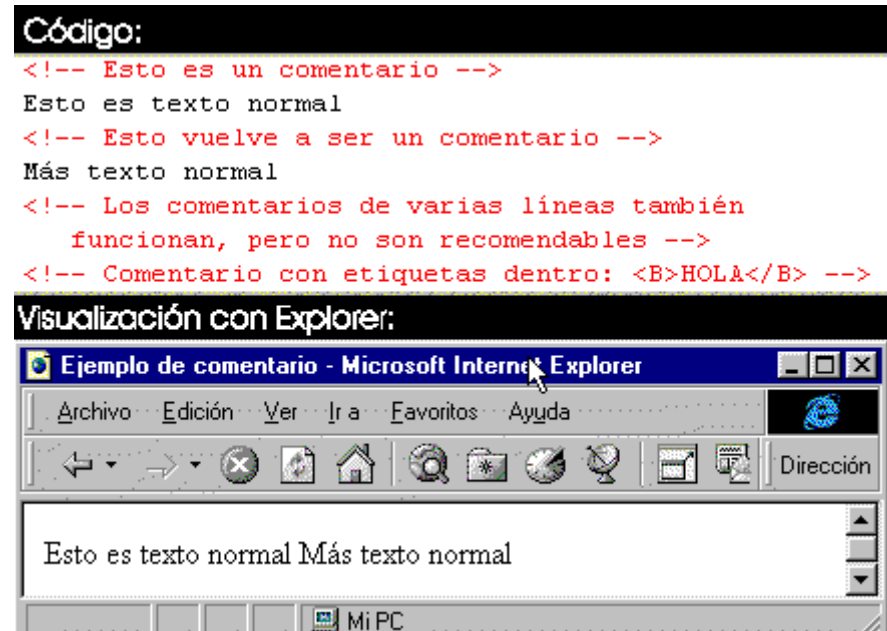 Código:
<!-- Esto es un comentario -->
Esto es texto normal
<!-- Esto vuelve a ser un comentario -->
Más texto normal
<!-- Los comentarios de varias líneas también
funcionan, pero no son recomendables -->
<!-- Comentario con etiquetas dentro: <B>HOLA</B> -->
Visualización con Explorer:
Ejemplo de comentario - Microsoft Internet Explorer
Archivo Edición Ver Ir a Favoritos Ayuda
Dirección
Esto es texto normal Más texto normal
Mi PC